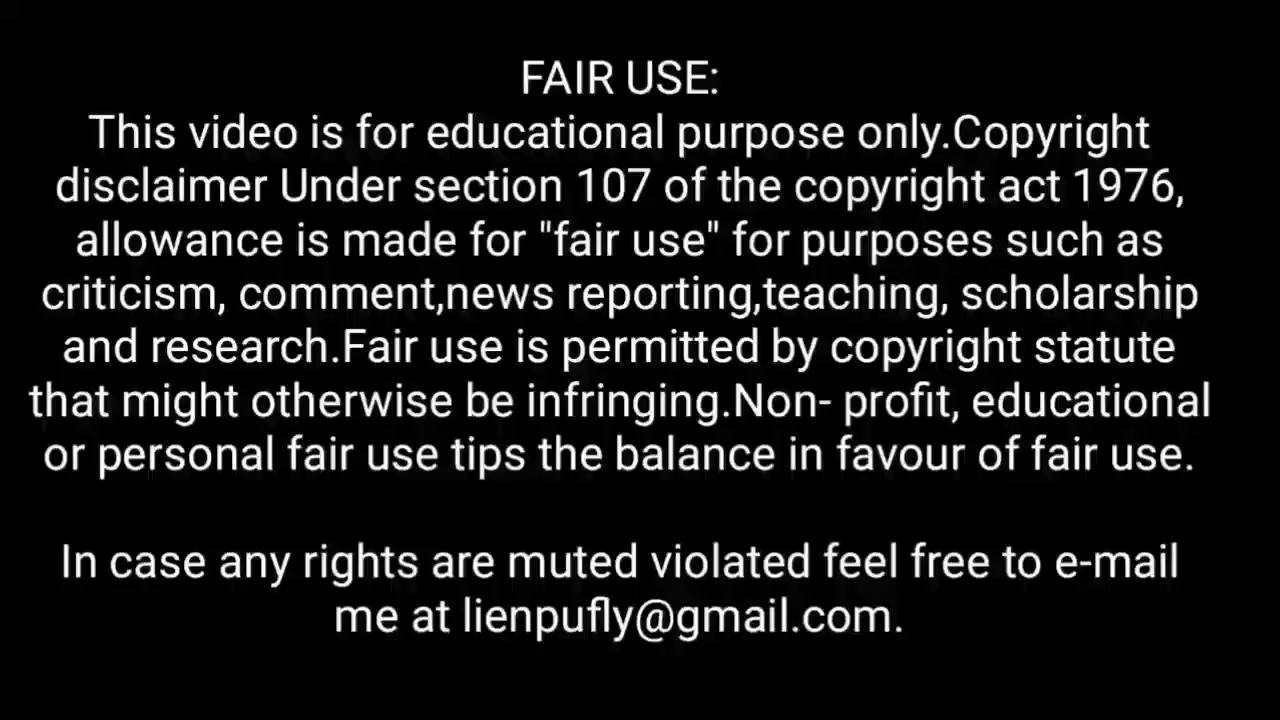 FAIR USE:
This video is for educational purpose only.Copyright
disclaimer Under section 107 of the copyright act 1976,
allowance is made for "fair use" for purposes such as
criticism, comment,news reporting,teaching, scholarship
and research.Fair use is permitted by copyright statute
that might otherwise be infringing.Non- profit, educational
or personal fair use tips the balance in favour of fair use.
In case any rights are muted violated feel free to e-mail
me at lienpufly@gmail.com.